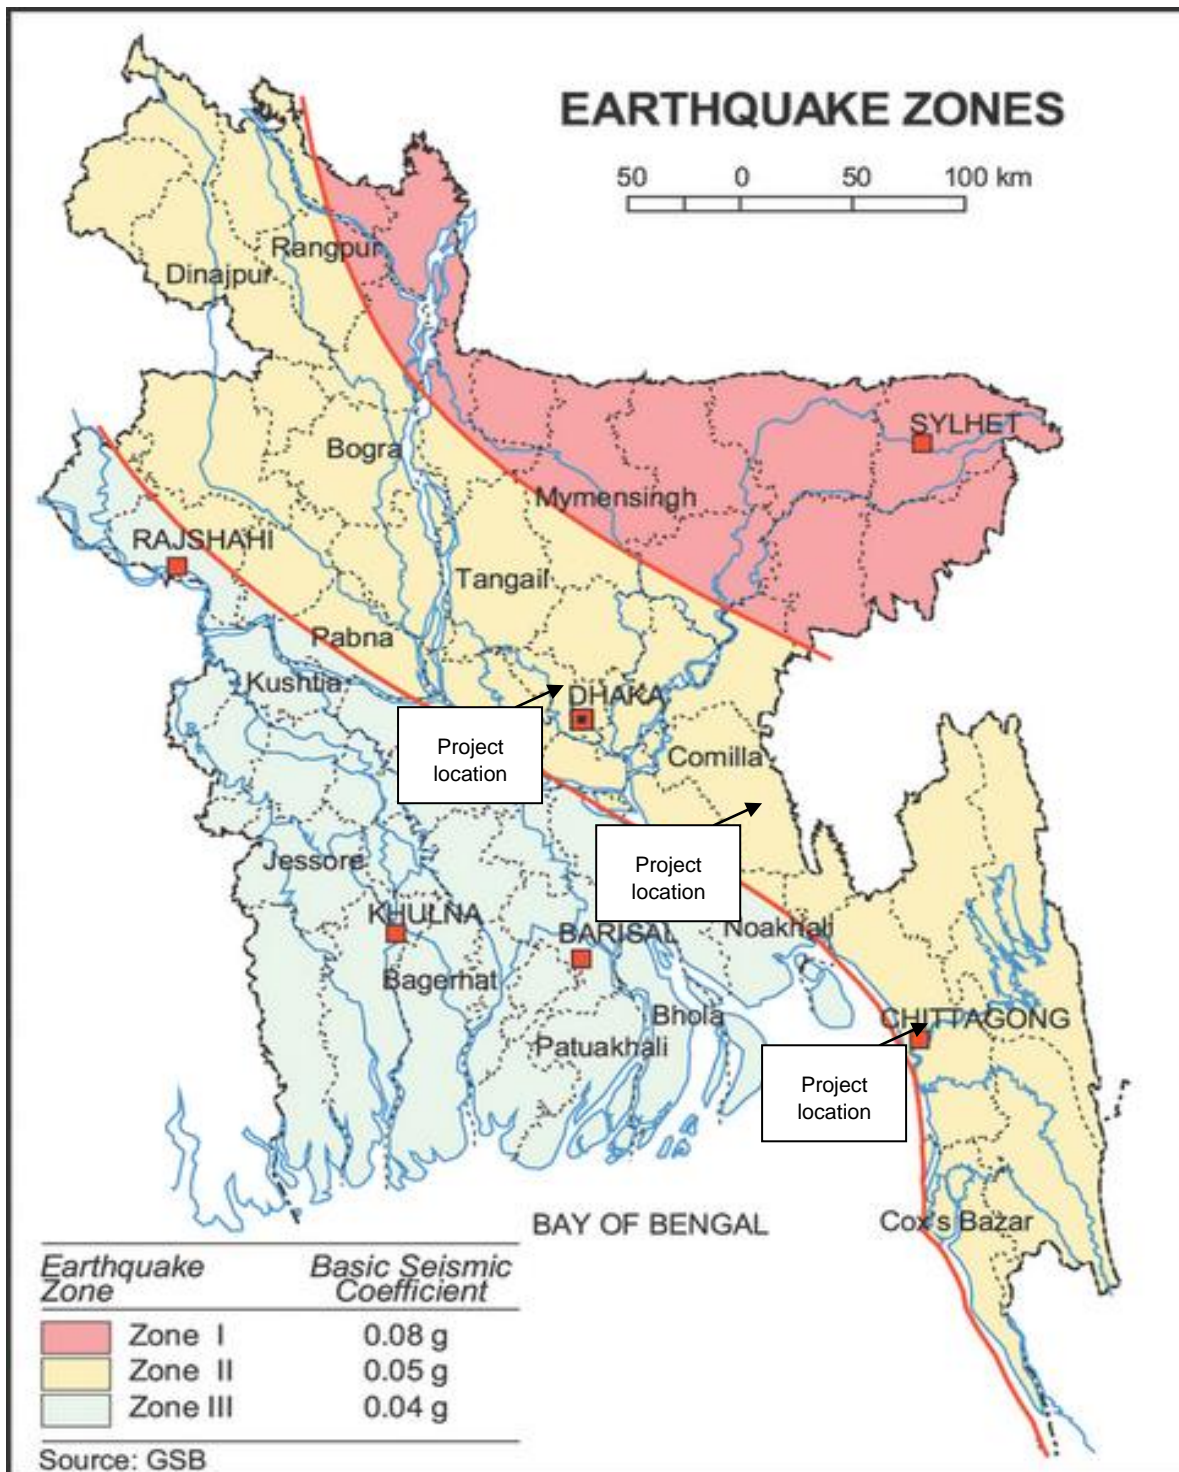 EARTHQUAKE ZONES
50 0 50 100 km
Rangpur
Dinajpur
SYLHET
Bogra
Mymensingh
RAJSHAHI
Tangail
Pabna
Kushtia
DHAKA
Project
location
Comilla
Project
location
Jessore
KHULNA
BARISAL
Noakhali
Bagerhat
Bhola
CHITTAGONG
Patuakhali
Project
location
BAY OF BENGAL
Cox's Bazar
Earthquake Zone
Basic Seismic Coefficient
Zone I 0.08 g
Zone II 0.05 g
Zone III 0.04 g
Source: GSB